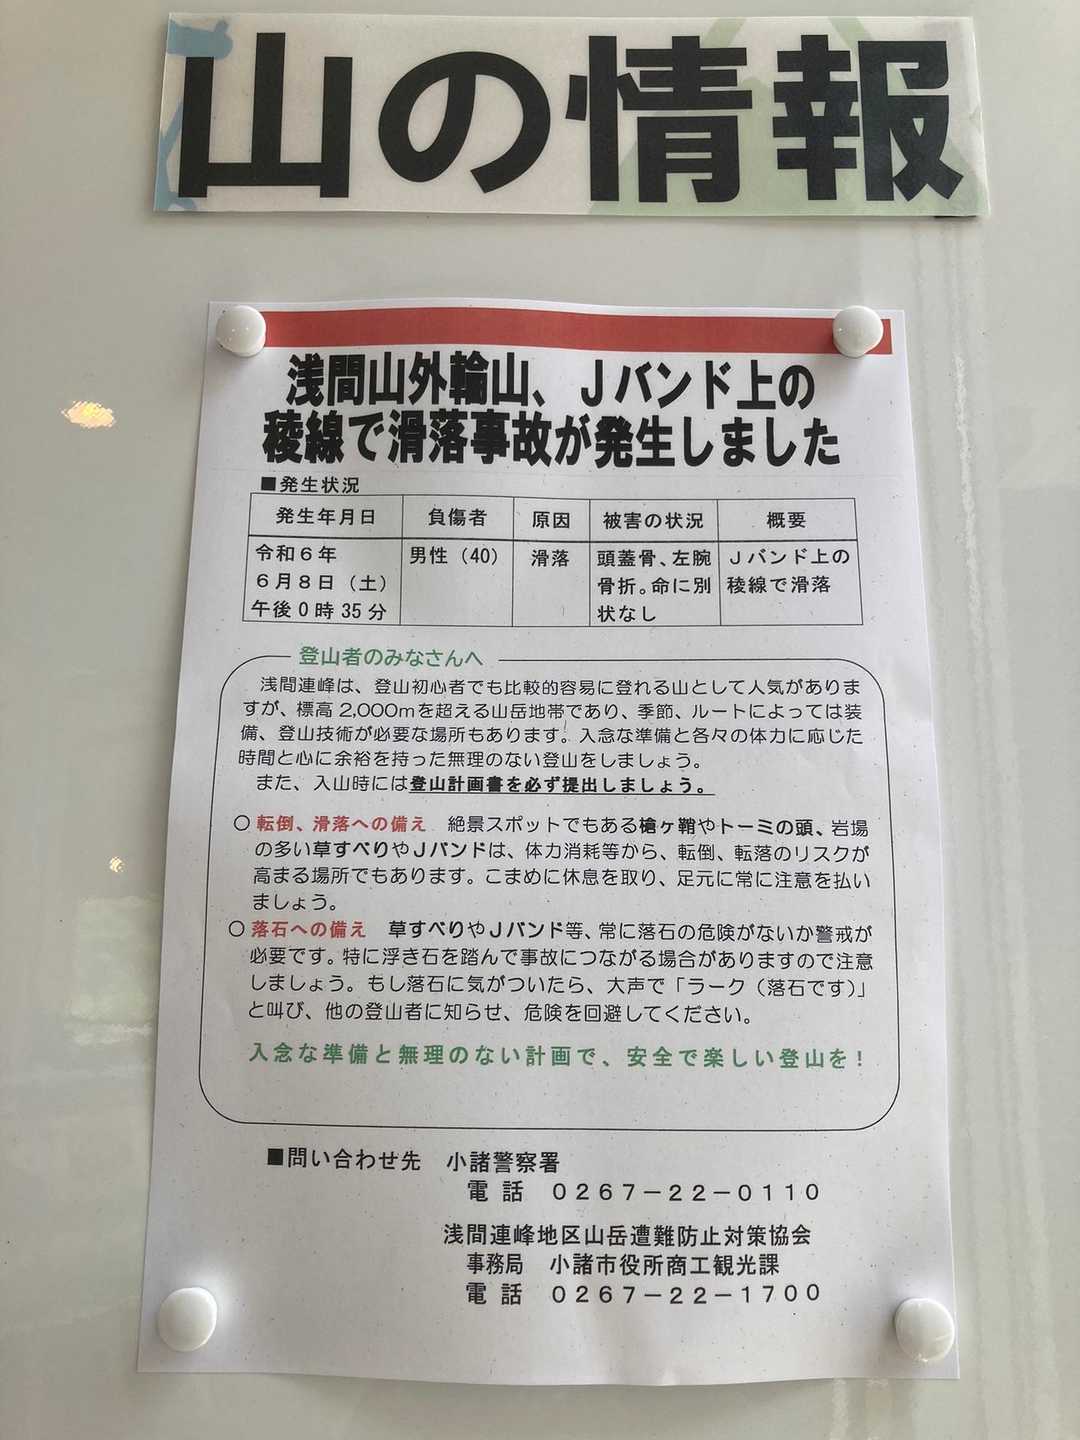 山の情報
浅間山外輪山、Jバンド上の
稜線で滑落事故が発生しました
■発生状況
発生年月日 負傷者 原因 被害の状況 概要
令和6年 男性（40） 滑落 頭蓋骨、左腕 Jバンド上の
6月8日（土） 骨折。命に別 稜線で滑落
午後0時35分 状なし
登山者のみなさんへ
浅間連峰は、登山初心者でも比較的容易に登れる山として人気がありま
すが、標高2,000mを超える山岳地帯であり、季節、ルートによっては装
備、登山技術が必要な場所もあります。入念な準備と各々の体力に応じた
時間と心に余裕を持った無理のない登山をしましょう。
また、入山時には登山計画書を必ず提出しましょう。
○ 転倒、滑落への備え 絶景スポットでもある槍ヶ鞘やトーミの頭、岩場
の多い草すべりやJバンドは、体力消耗等から、転倒、転落のリスクが
高まる場所でもあります。こまめに休息を取り、足元に常に注意を払い
ましょう。
○ 落石への備え 草すべりやJバンド等、常に落石の危険がないか警戒が
必要です。特に浮き石を踏んで事故につながる場合がありますので注意
しましょう。もし落石に気がついたら、大声で「ラーク（落石です）」
と叫び、他の登山者に知らせ、危険を回避してください。
入念な準備と無理のない計画で、安全で楽しい登山を！
■問い合わせ先 小諸警察署
電話 0267－22－0110
浅間連峰地区山岳遭難防止対策協会
事務局 小諸市役所商工観光課
電話 0267－22－1700